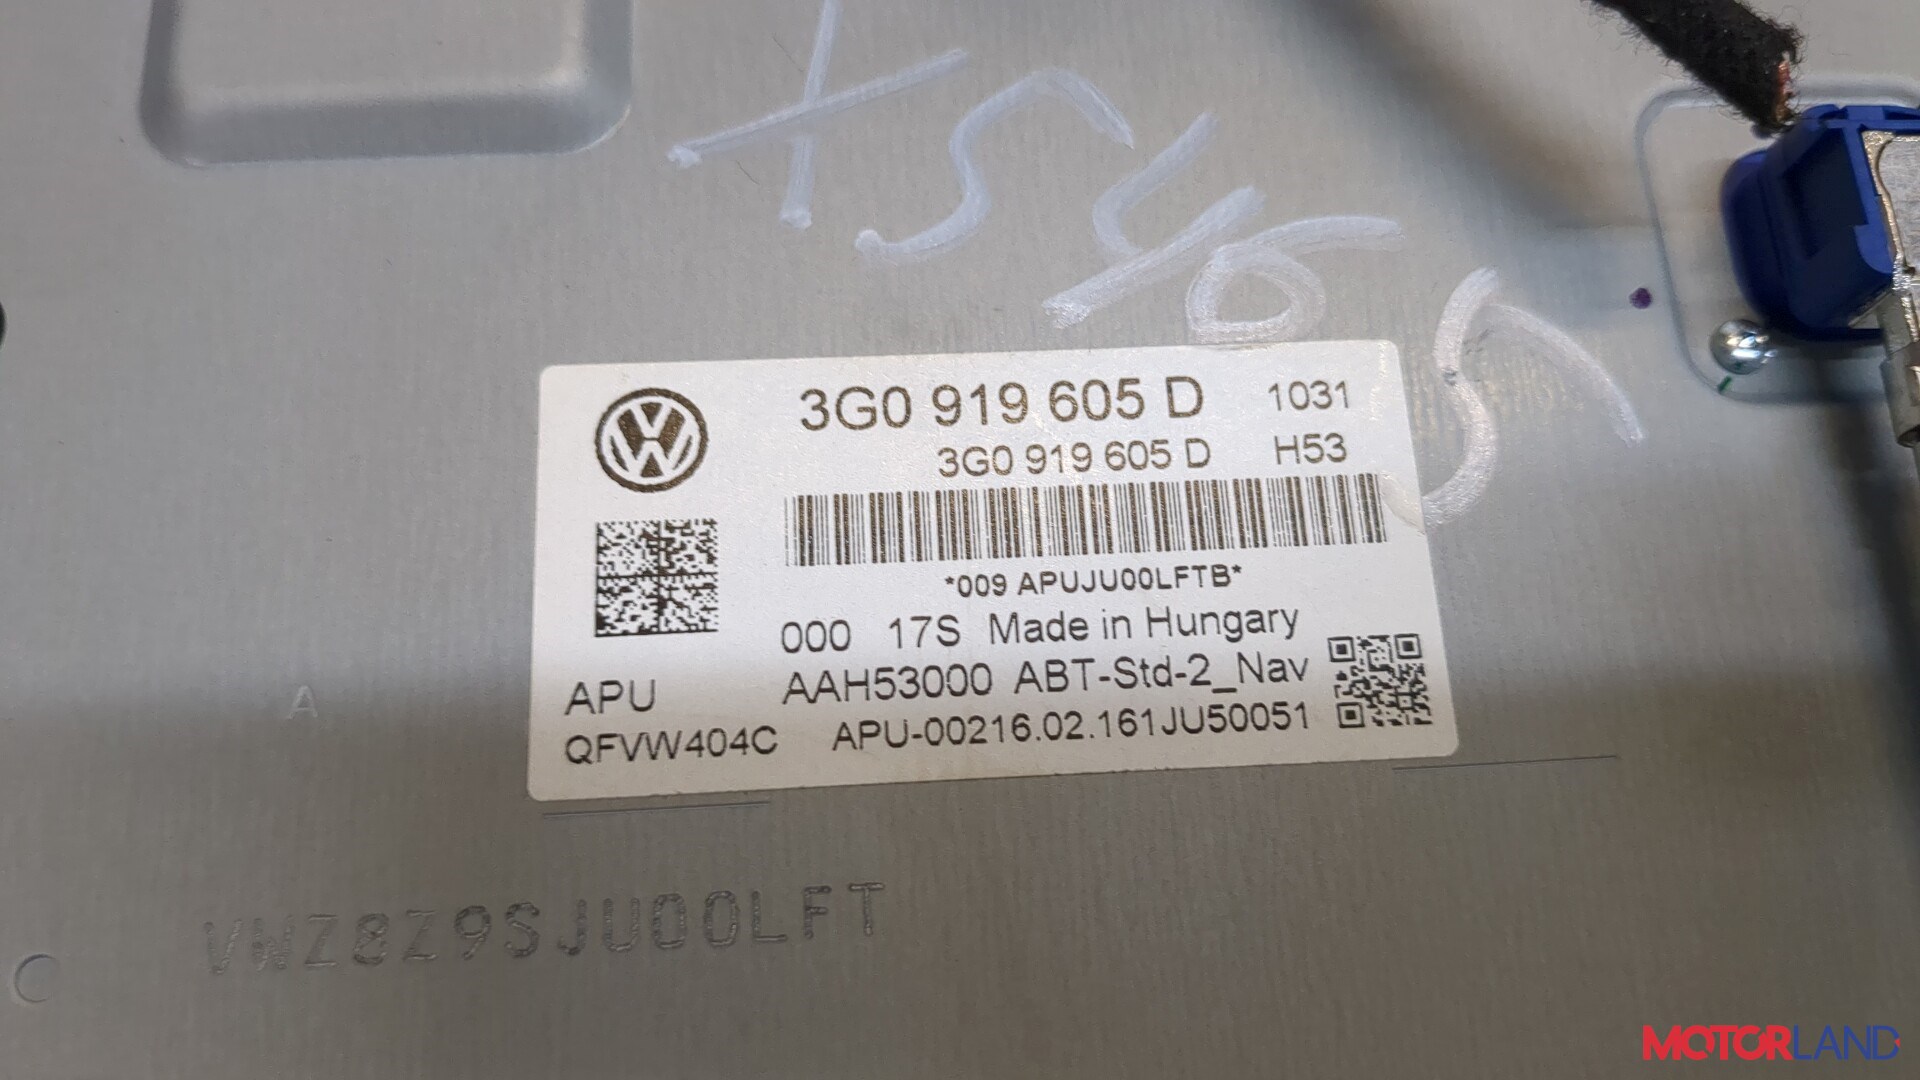 X5465
3G0 919 605 D 1031
3G0 919 605 D H53
*009 APUJU00LFTB*
000 17S Made in Hungary
APU AAH53000 ABT-Std-2_Nav
QFVW404C APU-00216.02.161JU50051
A
VWZ8Z9SJU00LFT
MOTORLAND